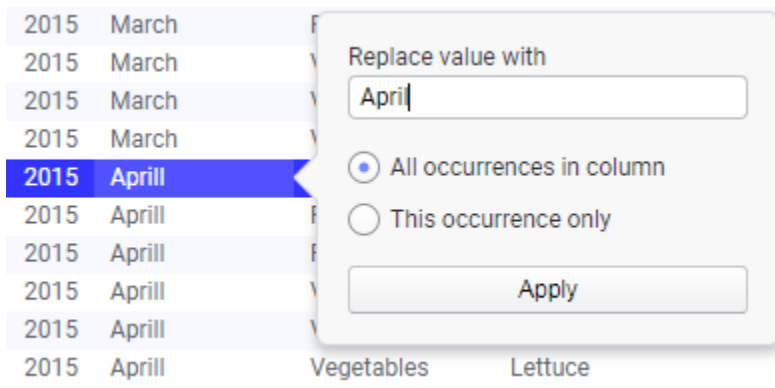 2015 March F
2015 March V
2015 March V
2015 March V
2015 Aprill
2015 Aprill F
2015 Aprill F
2015 Aprill V
2015 Aprill V
2015 Aprill Vegetables Lettuce
Replace value with
April
All occurrences in column
This occurrence only
Apply